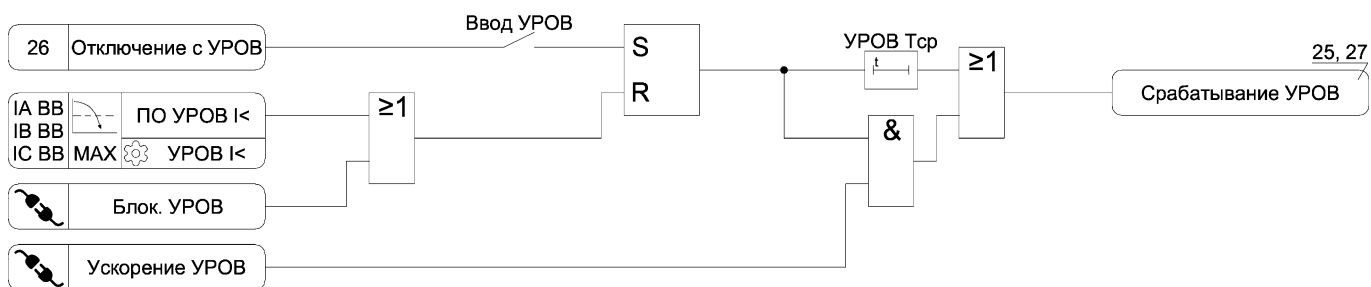 Ввод УРОВ
26 Отключение с УРОВ
S
R
УРОВ Тср
t
≥1
25, 27
Срабатывание УРОВ
IA ВВ
IB ВВ
IC ВВ
MAX
ПО УРОВ I<
УРОВ I<
≥1
&
Блок. УРОВ
Ускорение УРОВ